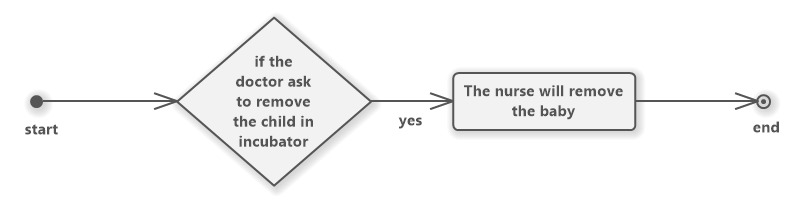 if the
doctor ask
to remove
the child in
incubator
The nurse will remove
the baby
start
yes
end